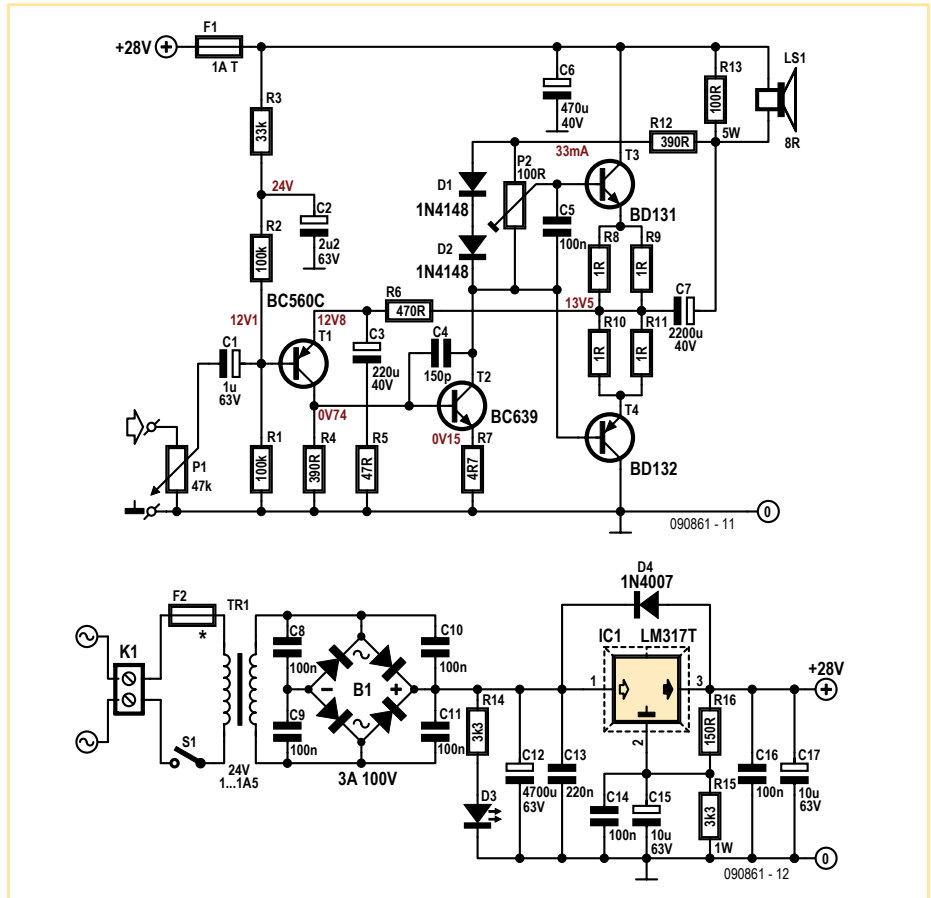 +28V
F1
1A T
R3
33k
24V
C2
2u2
63V
R2
100k
BC560C
12V1
12V8
C1
1u
63V
T1
R6
470R
C3
220u
40V
C4
150p
0V74
P1
47k
R1
100k
R4
390R
R5
47R
0V15
R7
4R7
T2
BC639
D1
1N4148
D2
1N4148
P2
100R
33mA
C6
470u
40V
C5
100n
R12
390R
T3
BD131
R8
1R
R9
1R
13V5
R10
1R
R11
1R
C7
2200u
40V
T4
BD132
R13
100R
5W
LS1
8R
0
090861 - 11
K1
F2
*
S1
TR1
24V
1...1A5
C8
100n
C9
100n
B1
3A 100V
C10
100n
C11
100n
R14
3k3
D3
C12
4700u
63V
C13
220n
D4
1N4007
IC1
LM317T
1
3
2
C14
100n
C15
10u
63V
R16
150R
R15
3k3
1W
C16
100n
C17
10u
63V
+28V
0
090861 - 12